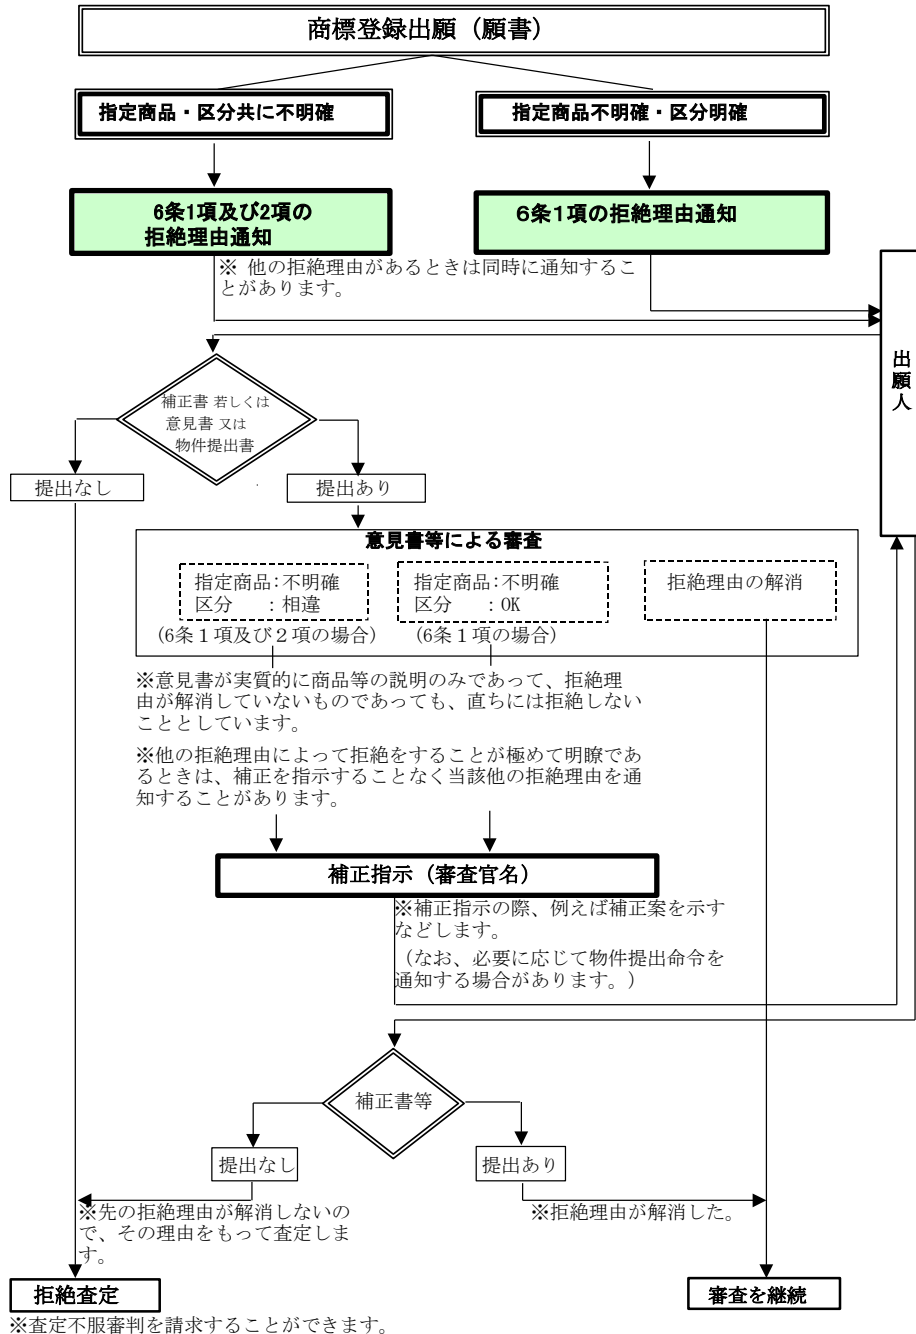 商標登録出願（願書）
指定商品・区分共に不明確
指定商品不明確・区分明確
6条1項及び2項の
拒絶理由通知
６条１項の拒絶理由通知
※ 他の拒絶理由があるときは同時に通知するこ
とがあります。
出願人
補正書 若しくは
意見書 又は
物件提出書
提出なし
提出あり
意見書等による審査
指定商品：不明確
区分　　：相違
指定商品：不明確
区分　　：OK
拒絶理由の解消
（6条１項及び２項の場合）
（6条１項の場合）
※意見書が実質的に商品等の説明のみであって、拒絶理
由が解消していないものであっても、直ちには拒絶しない
こととしています。
※他の拒絶理由によって拒絶をすることが極めて明瞭であ
るときは、補正を指示することなく当該他の拒絶理由を通
知することがあります。
補正指示（審査官名）
※補正指示の際、例えば補正案を示す
などします。
（なお、必要に応じて物件提出命令を
通知する場合があります。）
補正書等
提出なし
提出あり
※先の拒絶理由が解消しないの
で、その理由をもって査定しま
す。
※拒絶理由が解消した。
拒絶査定
審査を継続
※査定不服審判を請求することができます。